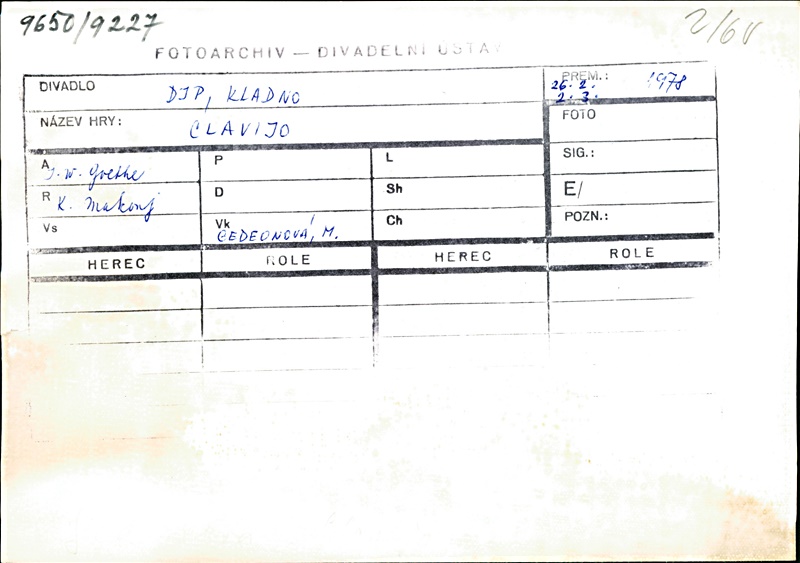 9650/9227
2/60
FOTOARCHIV — DIVADELNÍ ÚSTAV
DIVADLO DJP, KLADNO
PREM.: 26.2. 1978
2.3.
NÁZEV HRY: CLAVIJO
FOTO
A J. W. Goethe
P
L
SIG.:
R K. Makonj
D
Sh
E/
Vs
Vk GEDEONOVÁ, M.
Ch
POZN.:
HEREC ROLE HEREC ROLE